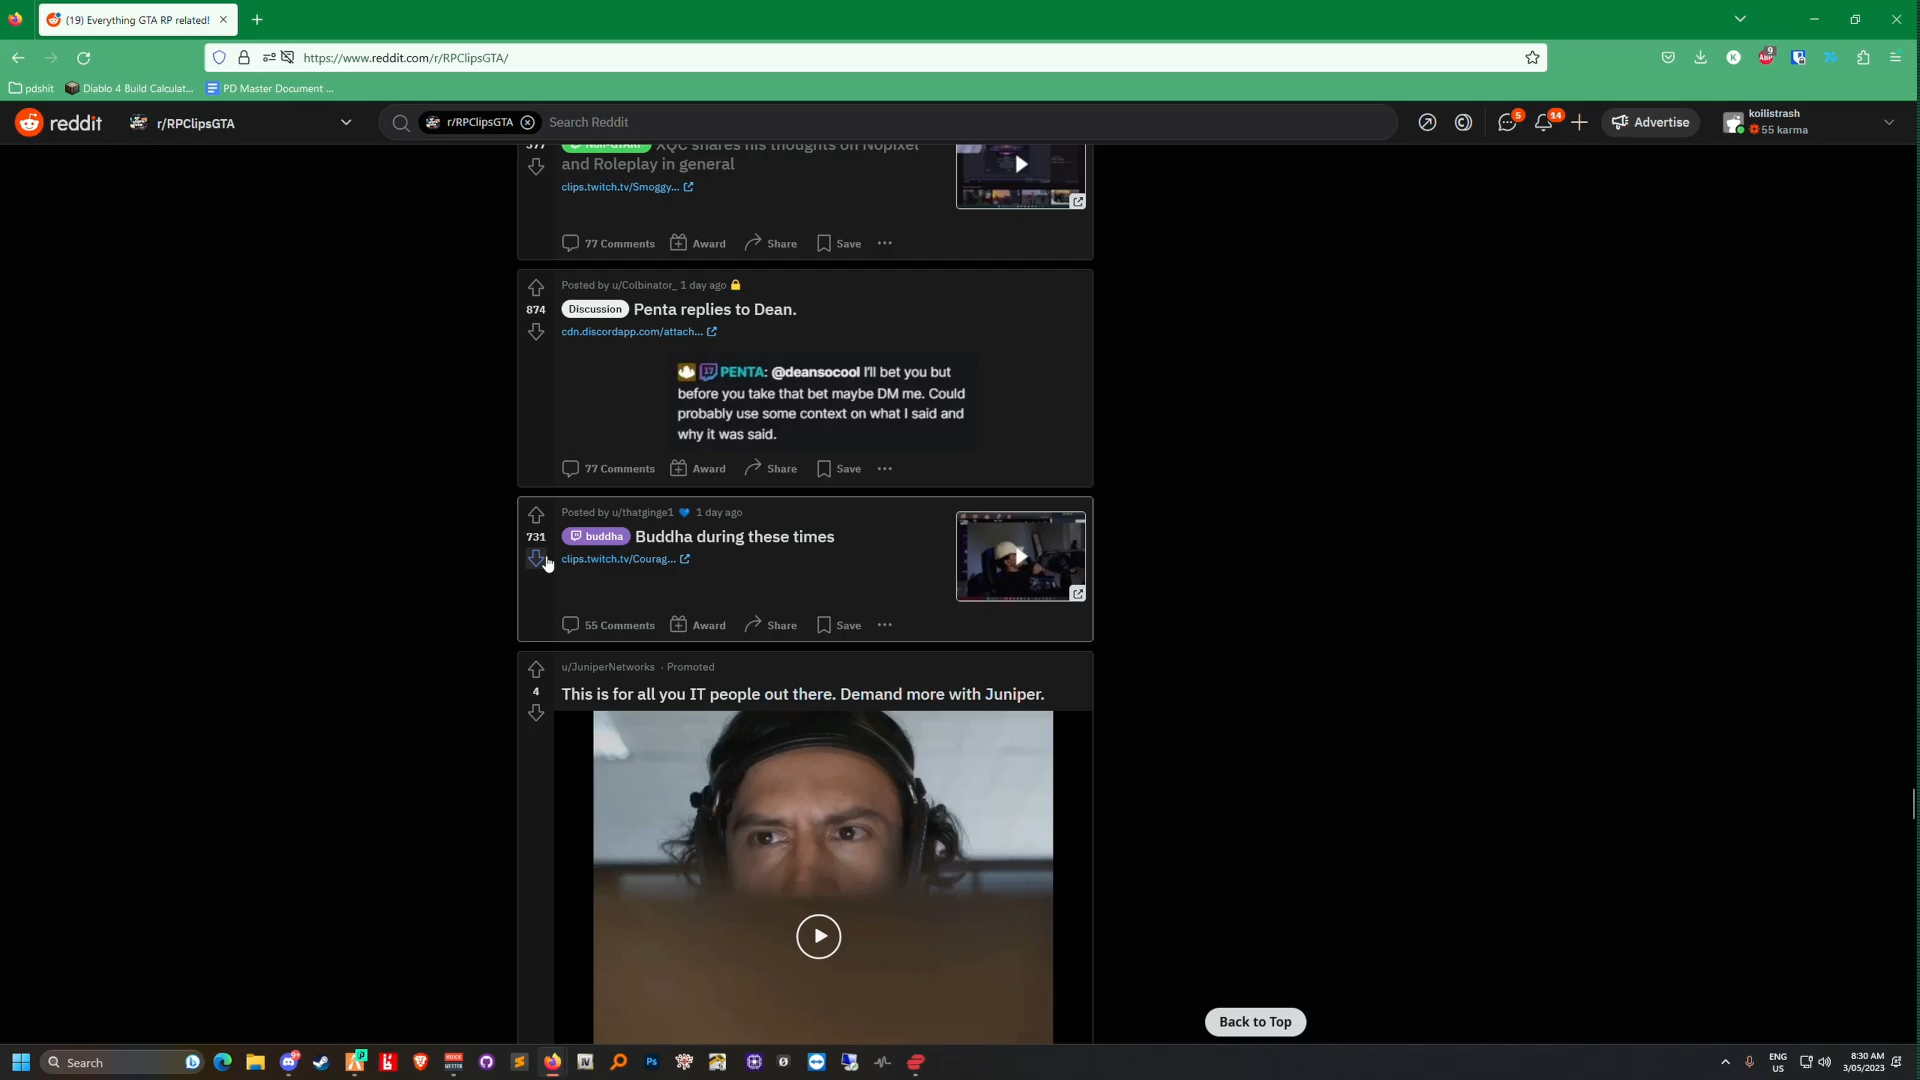 (19) Everything GTA RP related!
https://www.reddit.com/r/RPClipsGTA/
9
pdshit
Diablo 4 Build Calculat...
PD Master Document ...
reddit
r/RPClipsGTA
r/RPClipsGTA
Search Reddit
5
14
Advertise
koilistrash
55 karma
577
Non-GTARP
XQC shares his thoughts on Nopixel
and Roleplay in general
clips.twitch.tv/Smoggy...
77 Comments
Award
Share
Save
Posted by u/Colbinator_ 1 day ago
874
Discussion
Penta replies to Dean.
cdn.discordapp.com/attach...
PENTA: @deansocool I'll bet you but
before you take that bet maybe DM me. Could
probably use some context on what I said and
why it was said.
77 Comments
Award
Share
Save
Posted by u/thatginge1 💙 1 day ago
731
buddha
Buddha during these times
clips.twitch.tv/Courag...
55 Comments
Award
Share
Save
u/JuniperNetworks · Promoted
4
This is for all you IT people out there. Demand more with Juniper.
Back to Top
Search
ENG
US
8:30 AM
3/05/2023